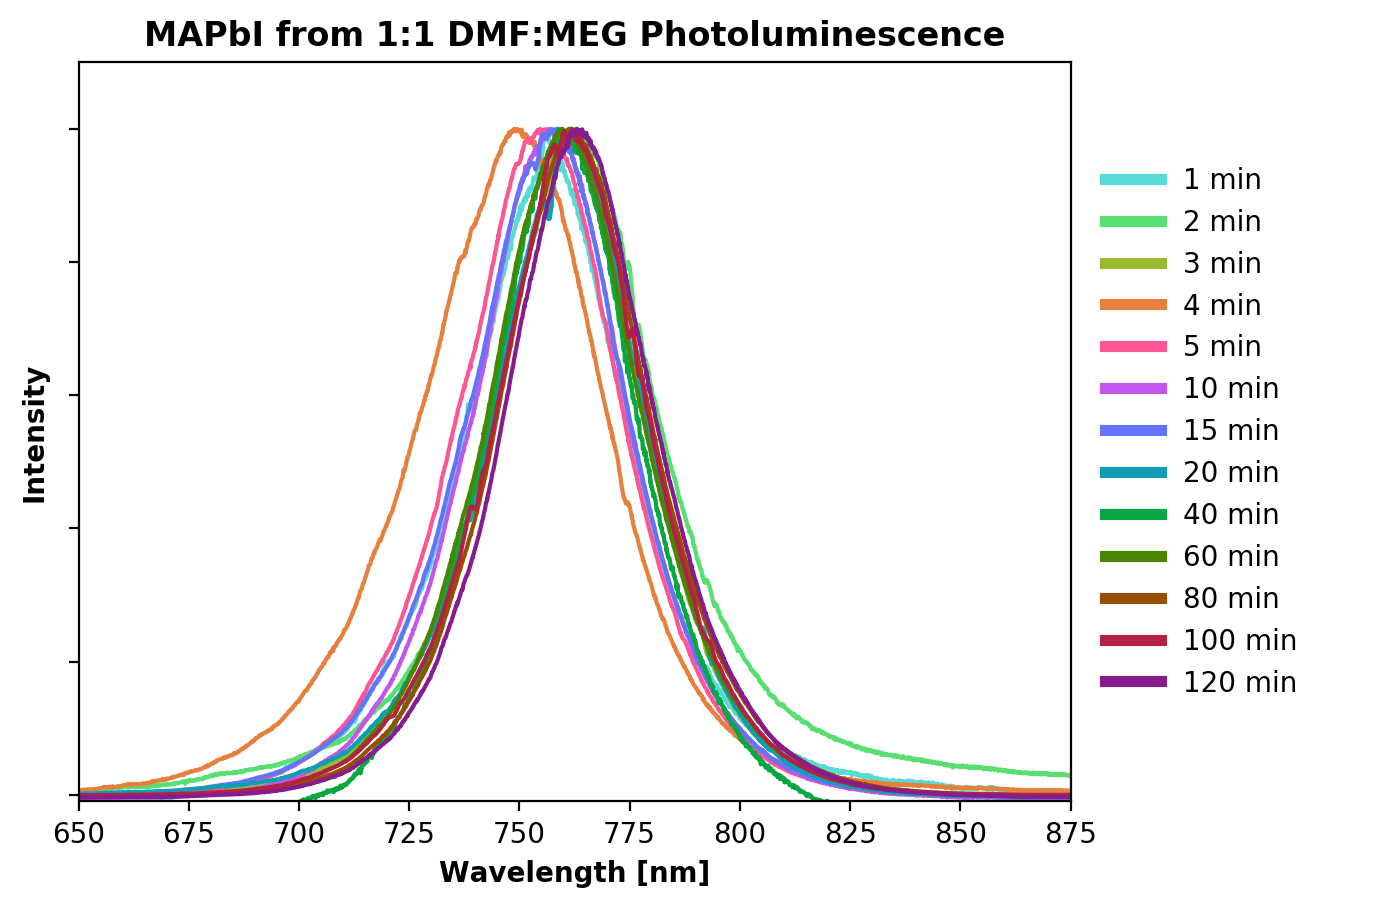 MAPbI from 1:1 DMF:MEG Photoluminescence
Intensity
650 675 700 725 750 775 800 825 850 875
Wavelength [nm]
1 min
2 min
3 min
4 min
5 min
10 min
15 min
20 min
40 min
60 min
80 min
100 min
120 min